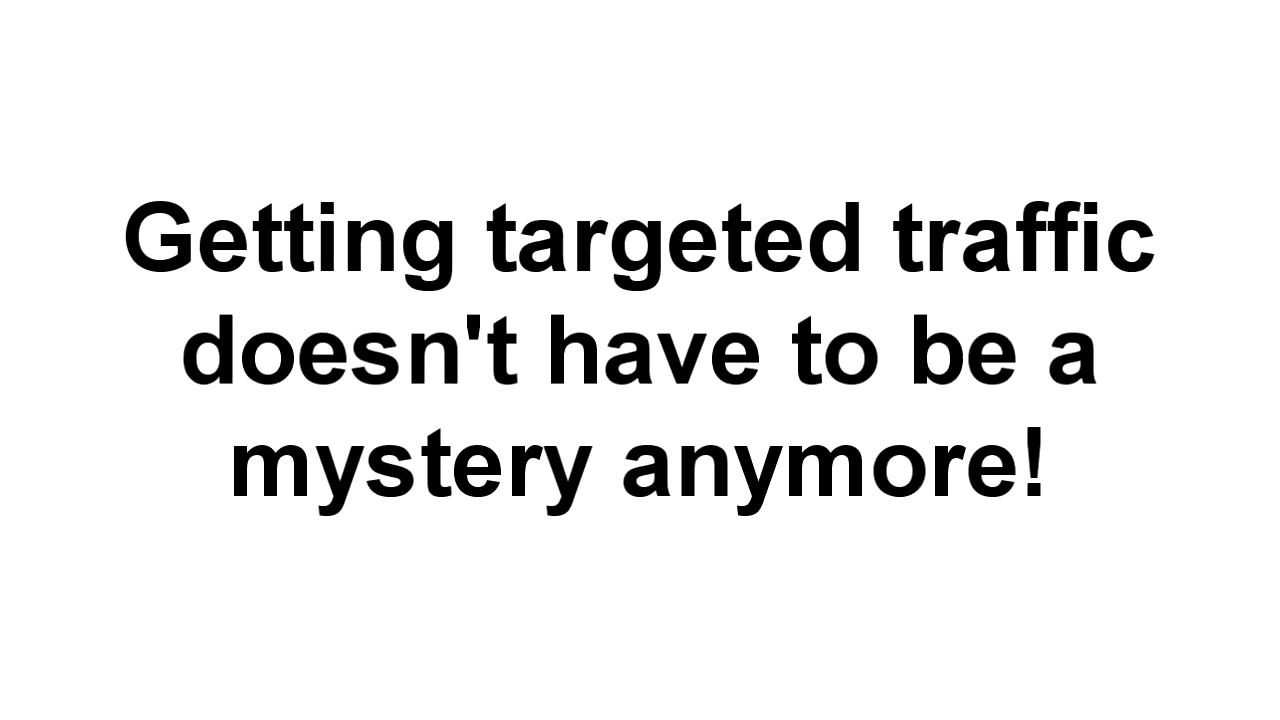 Getting targeted traffic
doesn't have to be a
mystery anymore!